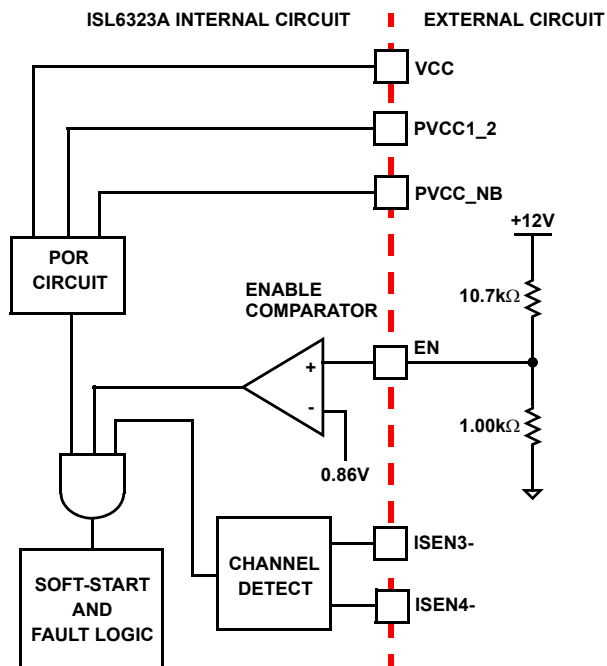 ISL6323A INTERNAL CIRCUIT
EXTERNAL CIRCUIT
VCC
PVCC1_2
PVCC_NB
+12V
POR
CIRCUIT
ENABLE
COMPARATOR
10.7kΩ
EN
+
-
1.00kΩ
0.86V
ISEN3-
CHANNEL
DETECT
SOFT-START
AND
FAULT LOGIC
ISEN4-